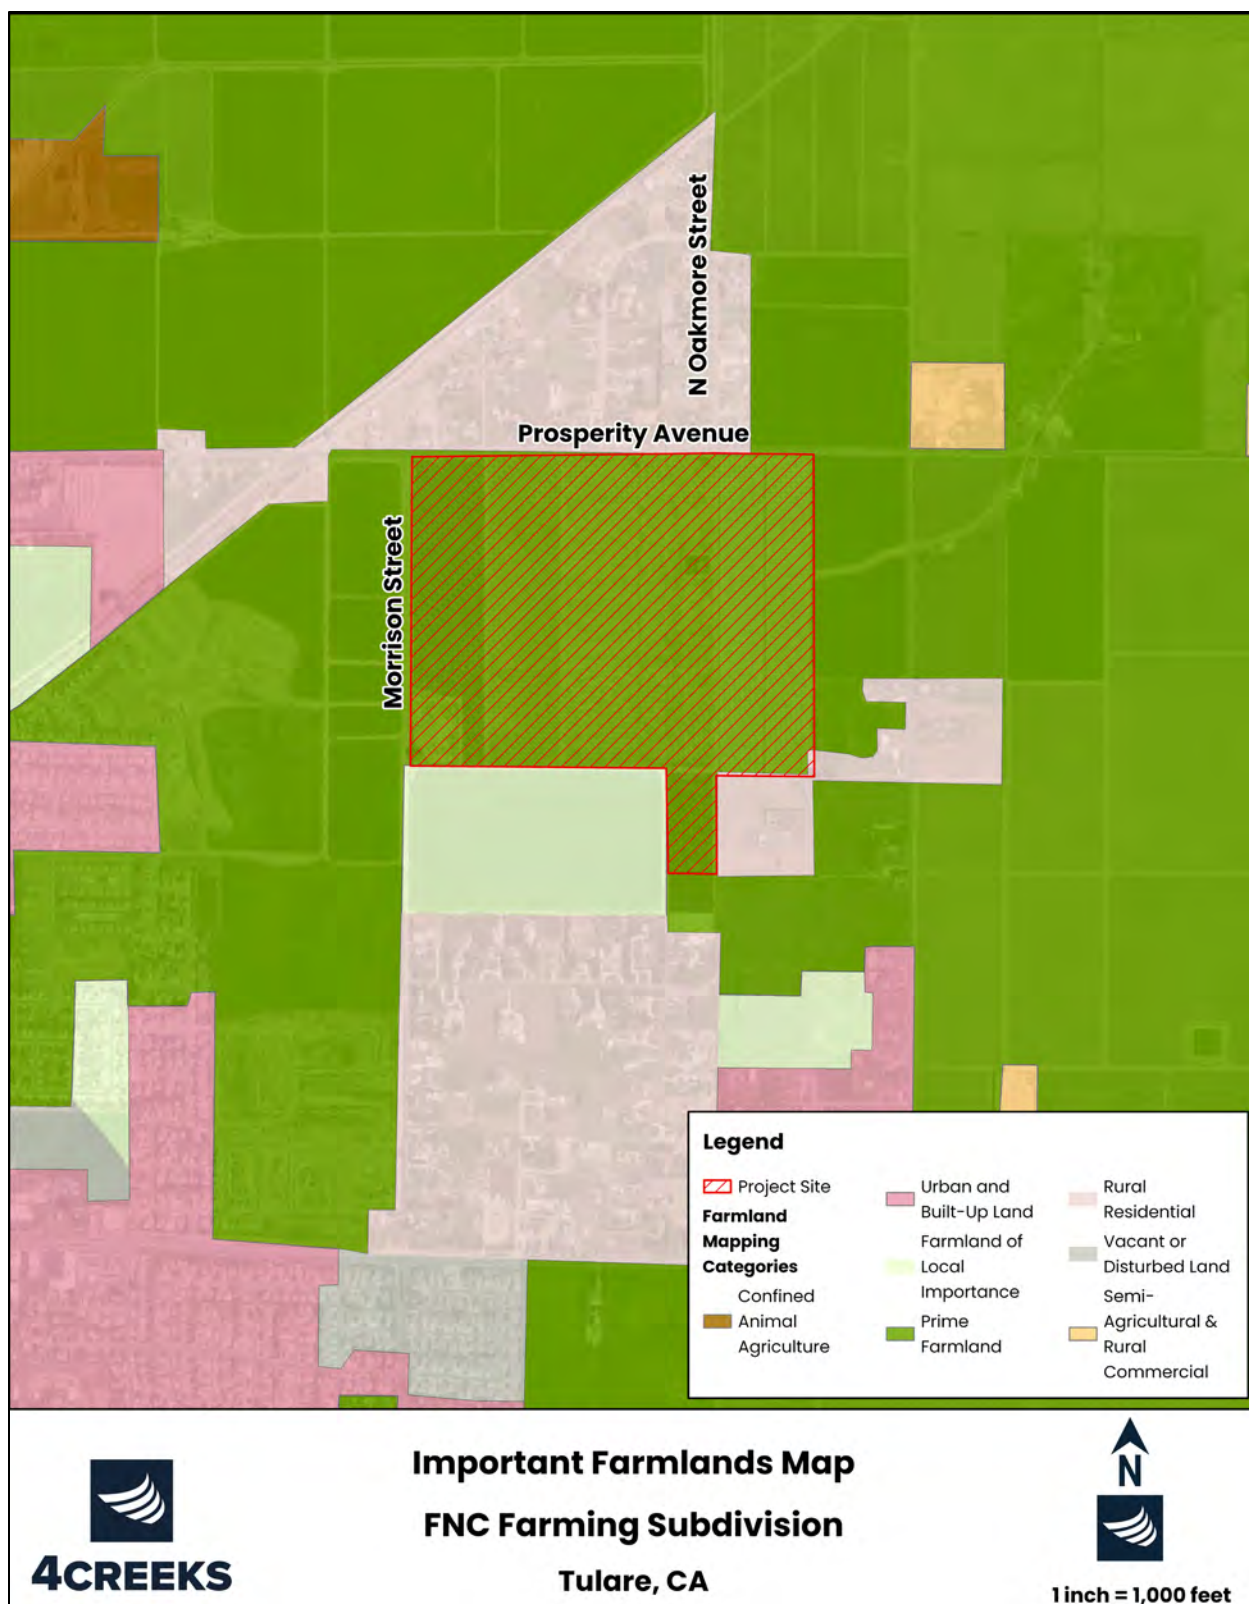 N Oakmore Street
Prosperity Avenue
Morrison Street
Legend
Project Site
Farmland
Mapping
Categories
Confined
Animal
Agriculture
Urban and
Built-Up Land
Farmland of
Local
Importance
Prime
Farmland
Rural
Residential
Vacant or
Disturbed Land
Semi-
Agricultural &
Rural
Commercial
4CREEKS
Important Farmlands Map
FNC Farming Subdivision
Tulare, CA
N
1 inch = 1,000 feet